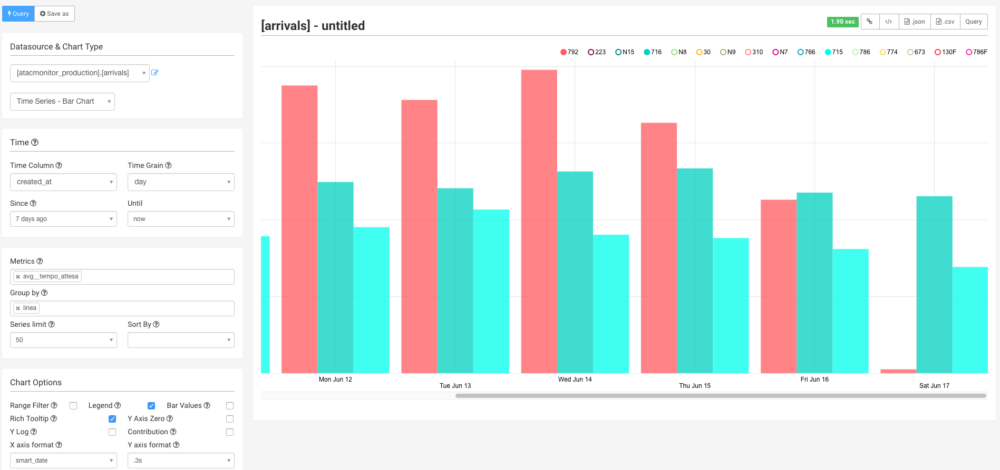 Query
Save as
Datasource & Chart Type
[atacmonitor_production].[arrivals]
Time Series - Bar Chart
Time
Time Column
Time Grain
created_at
day
Since
Until
7 days ago
now
Metrics
avg__tempo_attesa
Group by
linea
Series limit
Sort By
50
Chart Options
Range Filter
Legend
Bar Values
Rich Tooltip
Y Axis Zero
Y Log
Contribution
X axis format
Y axis format
smart_date
.3s
[arrivals] - untitled
1.90 sec
</>
.json
.csv
Query
792 223 N15 716 N8 30 N9 310 N7 766 715 786 774 673 130F 786F
Mon Jun 12
Tue Jun 13
Wed Jun 14
Thu Jun 15
Fri Jun 16
Sat Jun 17